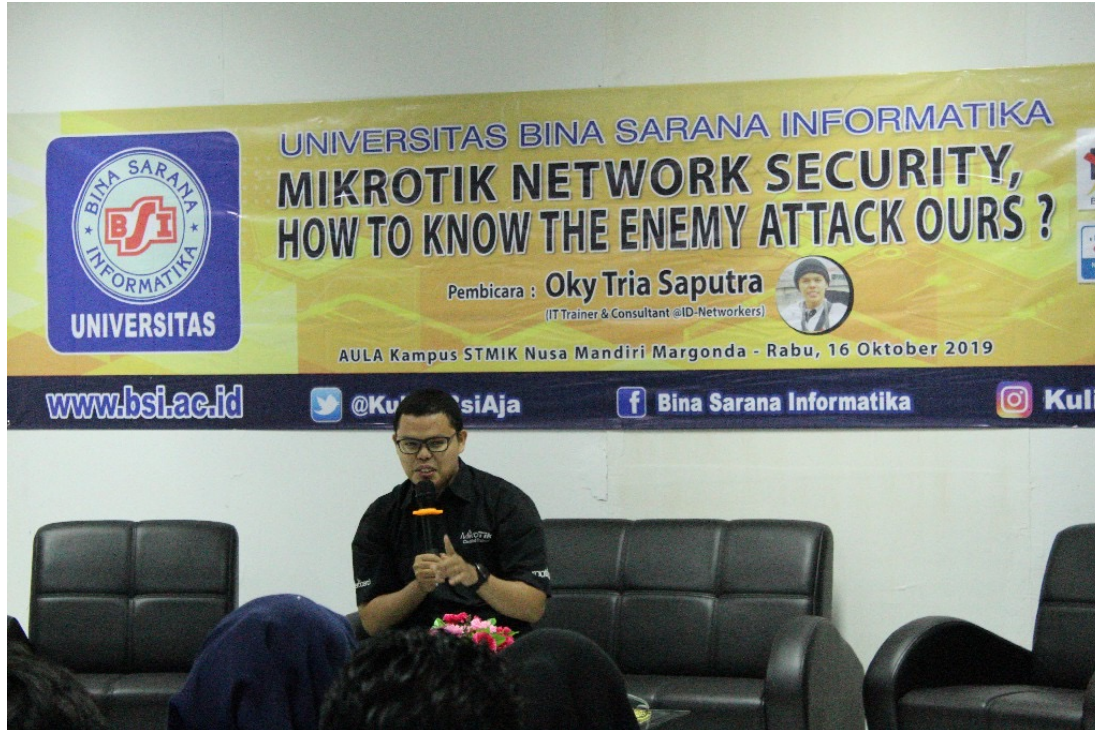 UNIVERSITAS BINA SARANA INFORMATIKA
MIKROTIK NETWORK SECURITY,
HOW TO KNOW THE ENEMY ATTACK OURS ?
Pembicara : Oky Tria Saputra
(IT Trainer & Consultant @ID-Networkers)
AULA Kampus STMIK Nusa Mandiri Margonda - Rabu, 16 Oktober 2019
BINA SARANA
BSI
INFORMATIKA
UNIVERSITAS
www.bsi.ac.id
Bina Sarana Informatika
MikroTik